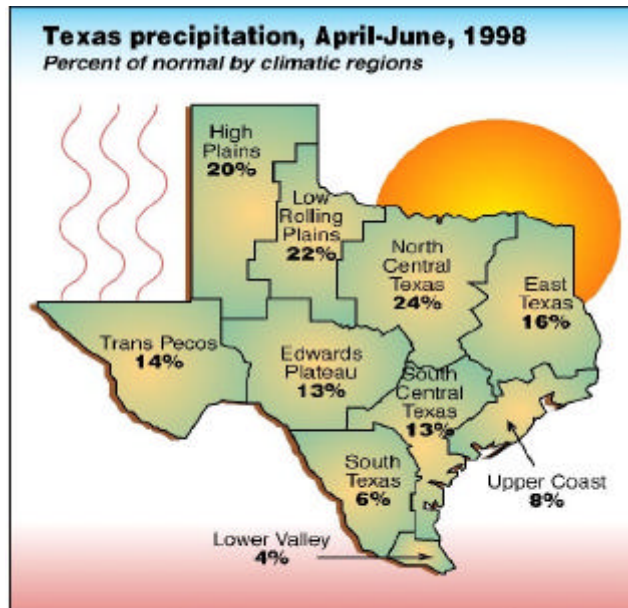 Texas precipitation, April-June, 1998
Percent of normal by climatic regions
High
Plains
20%
Low
Rolling
Plains
22%
North
Central
Texas
24%
East
Texas
16%
Trans Pecos
14%
Edwards
Plateau
13%
South
Central
Texas
13%
South
Texas
6%
Upper Coast
8%
Lower Valley
4%